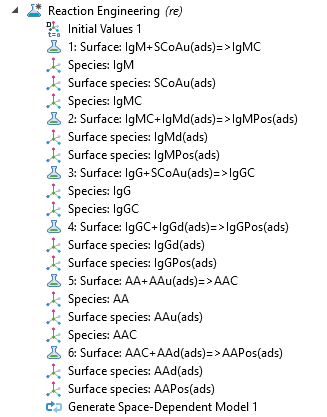 Reaction Engineering (re)
Initial Values 1
1: Surface: IgM+SCoAu(ads)=>IgMC
Species: IgM
Surface species: SCoAu(ads)
Species: IgMC
2: Surface: IgMC+IgMd(ads)=>IgMPos(ads)
Surface species: IgMd(ads)
Surface species: IgMPos(ads)
3: Surface: IgG+SCoAu(ads)=>IgGC
Species: IgG
Species: IgGC
4: Surface: IgGC+IgGd(ads)=>IgGPos(ads)
Surface species: IgGd(ads)
Surface species: IgGPos(ads)
5: Surface: AA+AAu(ads)=>AAC
Species: AA
Surface species: AAu(ads)
Species: AAC
6: Surface: AAC+AAd(ads)=>AAPos(ads)
Surface species: AAd(ads)
Surface species: AAPos(ads)
Generate Space-Dependent Model 1